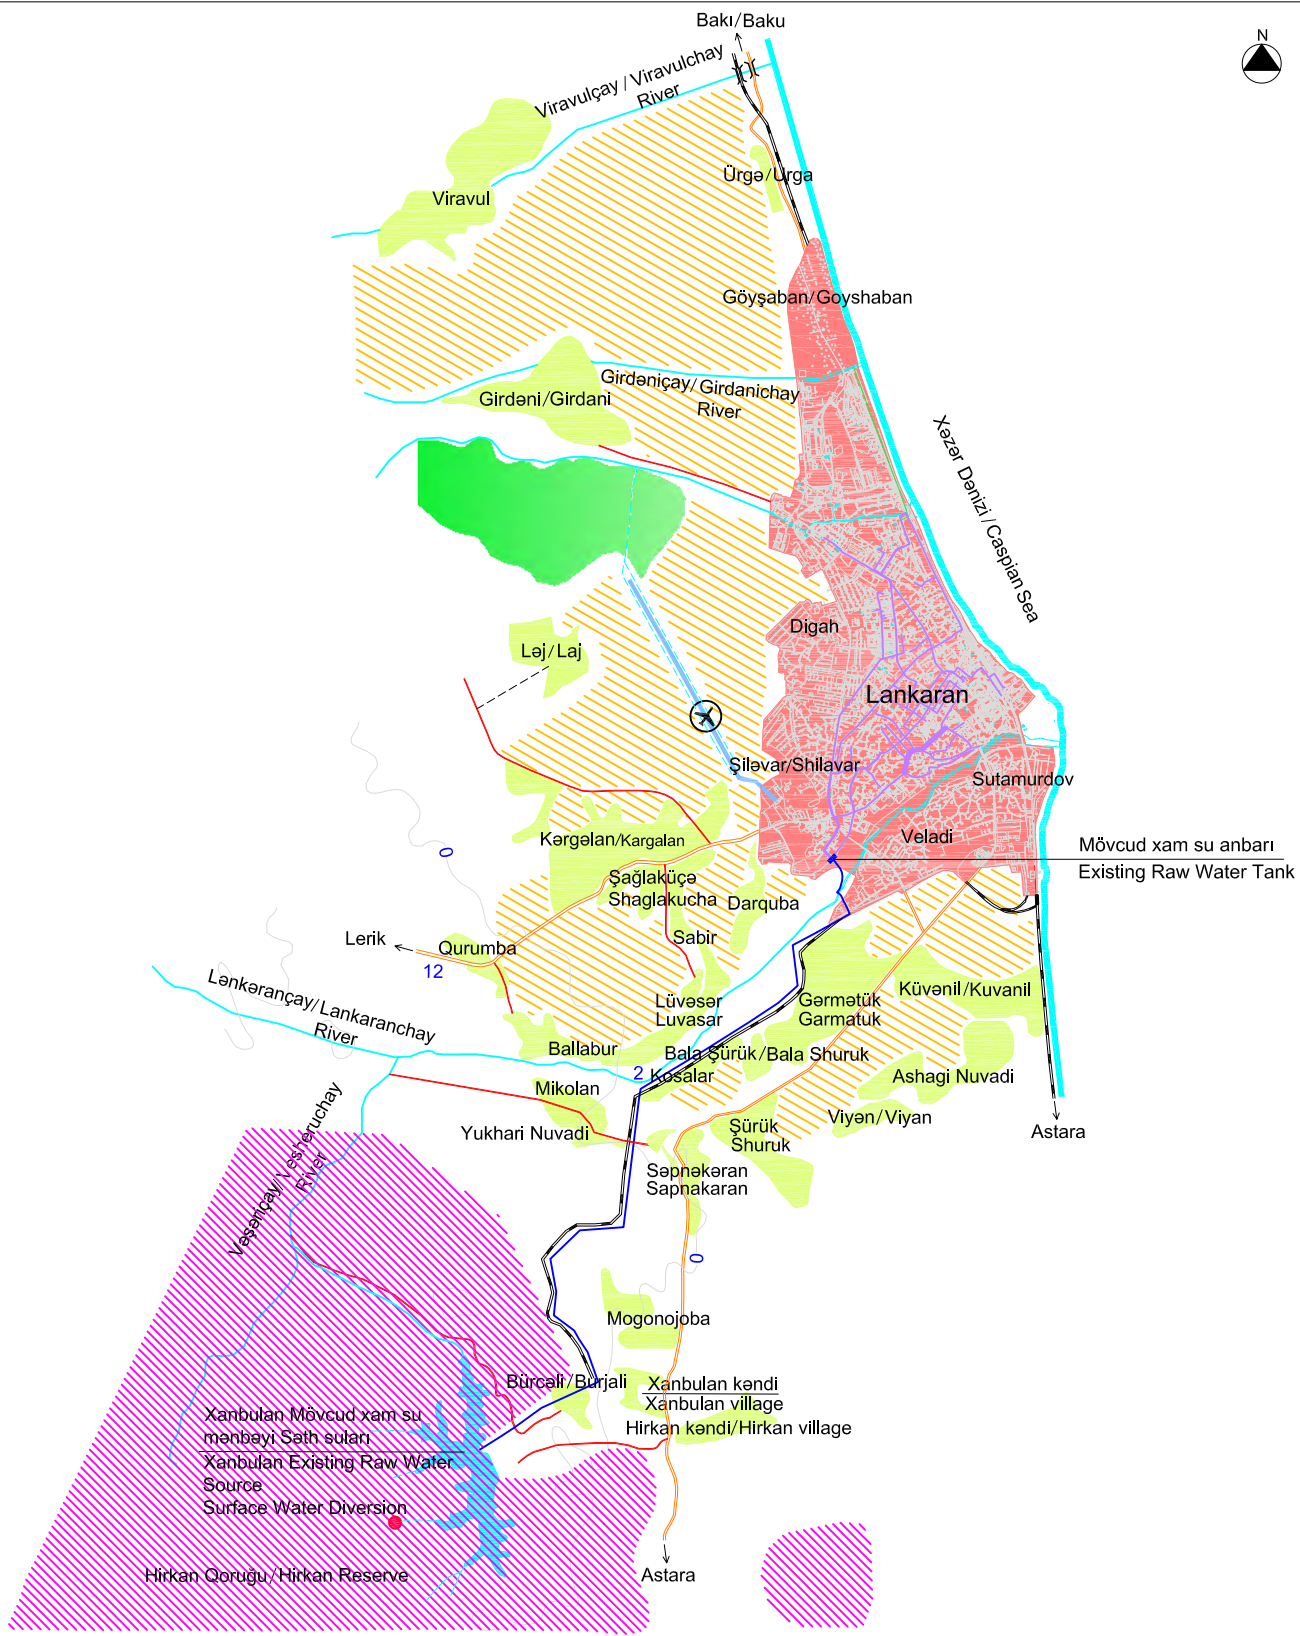 Bakı/Baku
N
Viravulçay/Viravulchay
River
Ürgə/Urga
Viravul
Göyşaban/Goyshaban
Girdəniçay/Girdanichay
River
Girdəni/Girdani
Xəzər Dənizi/Caspian Sea
Digah
Ləj/Laj
Lankaran
Şiləvar/Shilavar
Sutamurdov
Veladi
Kərgəlan/Kargalan
Mövcud xam su anbarı
Existing Raw Water Tank
0
Şağlaküçə
Shaglakucha
Darquba
Sabir
Lerik
Qurumba
12
Lənkərançay/Lankaranchay
River
Lüvəsər
Luvasar
Gərmətük
Garmatuk
Küvənil/Kuvanil
Ballabur
Bala Şürük/Bala Shuruk
2
Kosalar
Ashagi Nuvadi
Mikolan
Viyən/Viyan
Yukhari Nuvadi
Şürük
Shuruk
Astara
Vəşəriçay/Vesheruchay
River
Səpnəkəran
Sapnakaran
0
Mogonojoba
Bürcəli/Burjali
Xanbulan kəndi
Xanbulan village
Hirkan kəndi/Hirkan village
Xanbulan Mövcud xam su
mənbəyi Səth suları
Xanbulan Existing Raw Water
Source
Surface Water Diversion
Hirkan Qoruğu/Hirkan Reserve
Astara